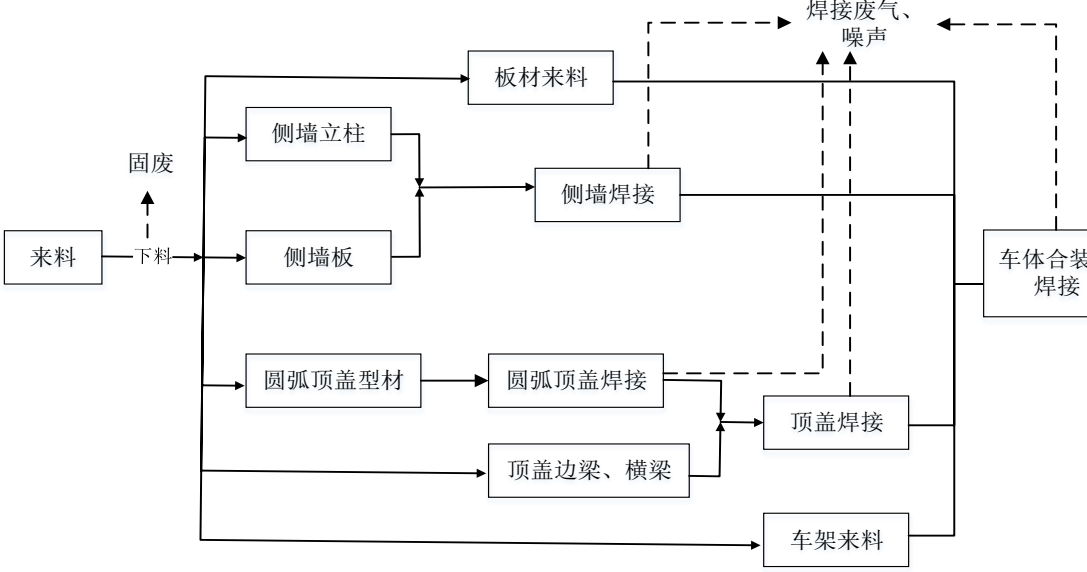 焊接废气、
噪声
板材来料
侧墙立柱
固废
侧墙焊接
来料
下料
侧墙板
车体合装
焊接
圆弧顶盖型材
圆弧顶盖焊接
顶盖焊接
顶盖边梁、横梁
车架来料